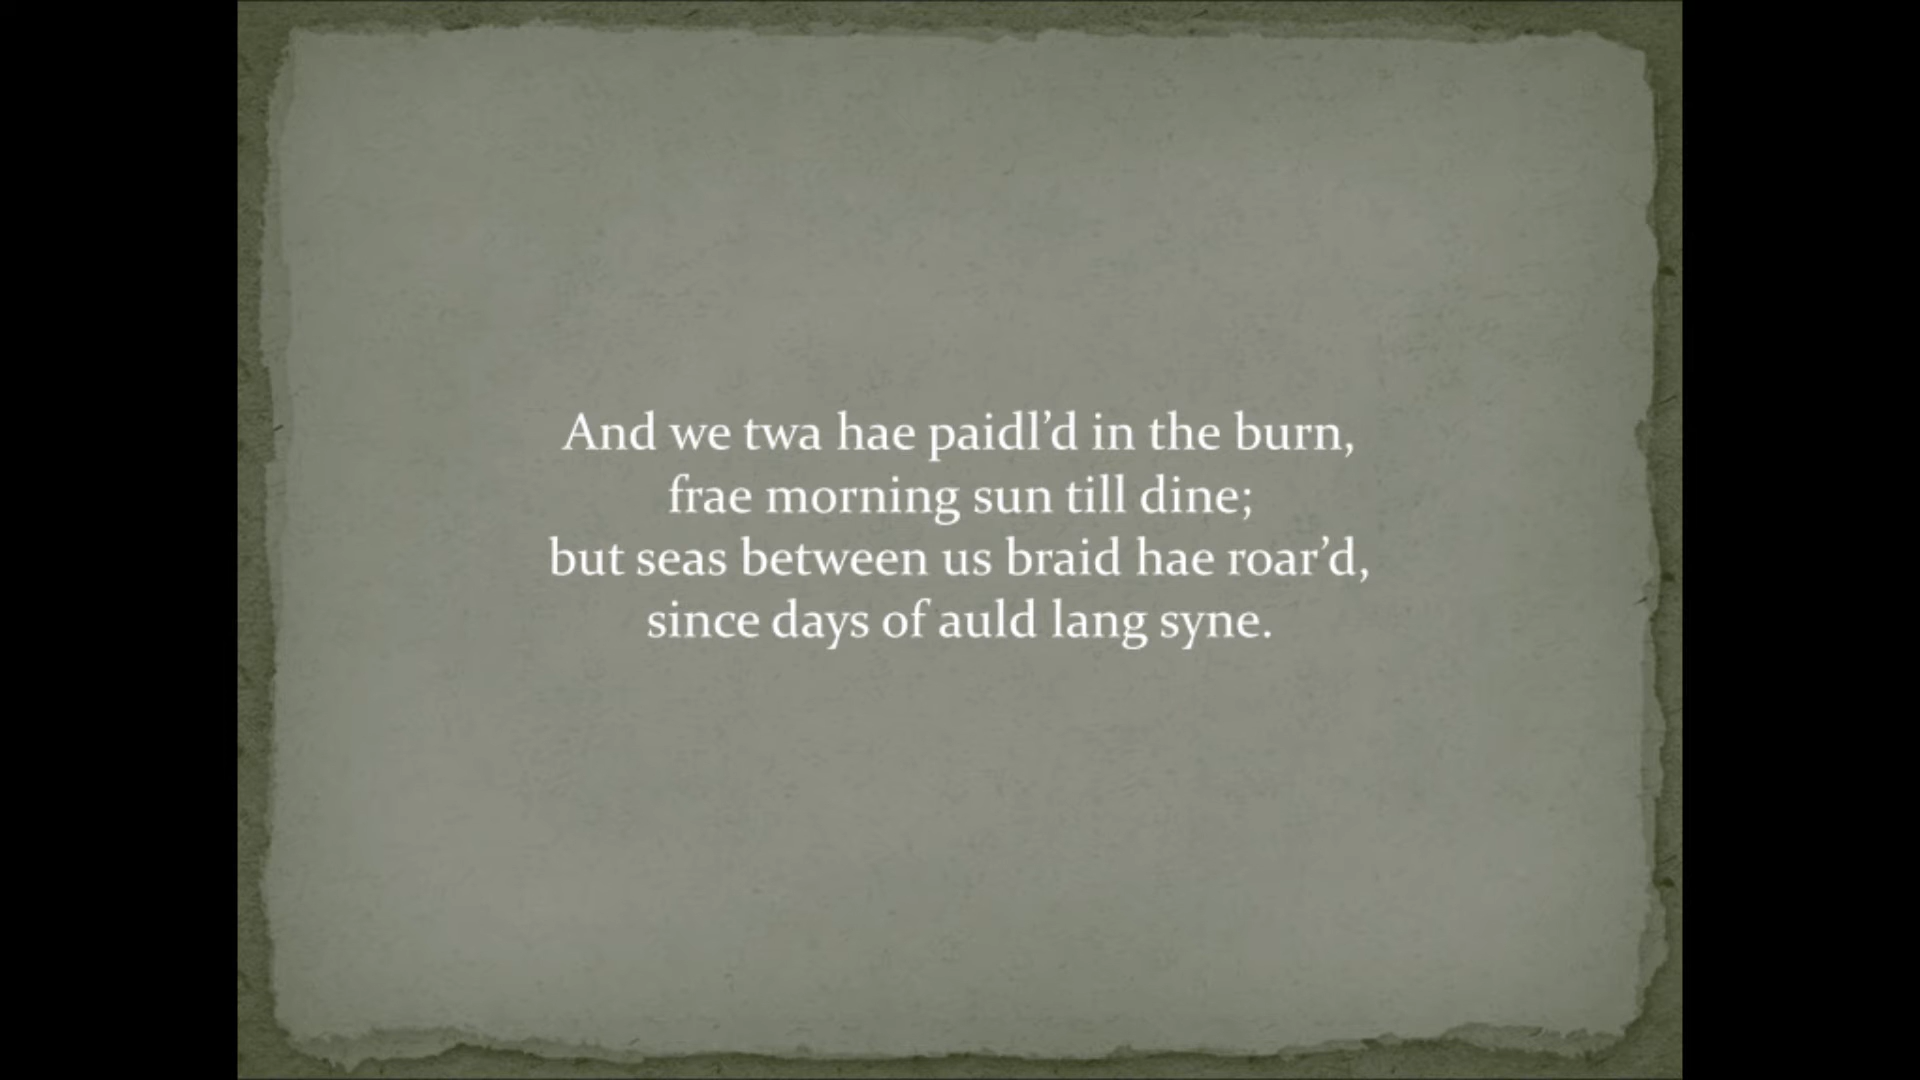 And we twa hae paidl’d in the burn,
frae morning sun till dine;
but seas between us braid hae roar’d,
since days of auld lang syne.